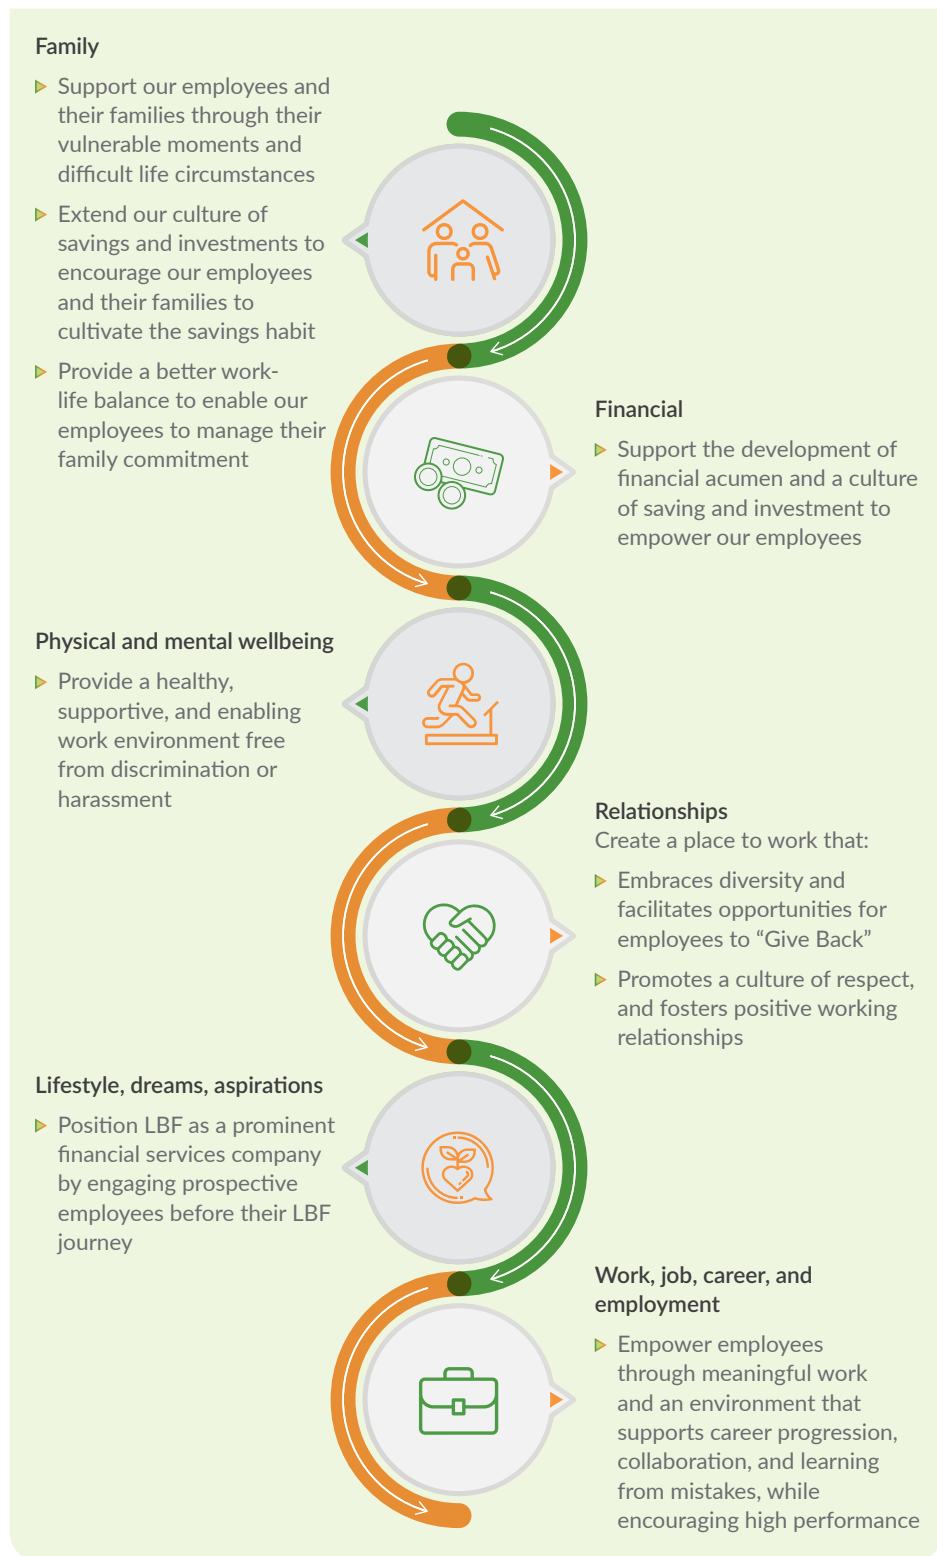 Family
Support our employees and
their families through their
vulnerable moments and
difficult life circumstances
Extend our culture of
savings and investments to
encourage our employees
and their families to
cultivate the savings habit
Provide a better work-
life balance to enable our
employees to manage their
family commitment
Financial
Support the development of
financial acumen and a culture
of saving and investment to
empower our employees
Physical and mental wellbeing
Provide a healthy,
supportive, and enabling
work environment free
from discrimination or
harassment
Relationships
Create a place to work that:
Embraces diversity and
facilitates opportunities for
employees to “Give Back”
Promotes a culture of respect,
and fosters positive working
relationships
Lifestyle, dreams, aspirations
Position LBF as a prominent
financial services company
by engaging prospective
employees before their LBF
journey
Work, job, career, and
employment
Empower employees
through meaningful work
and an environment that
supports career progression,
collaboration, and learning
from mistakes, while
encouraging high performance